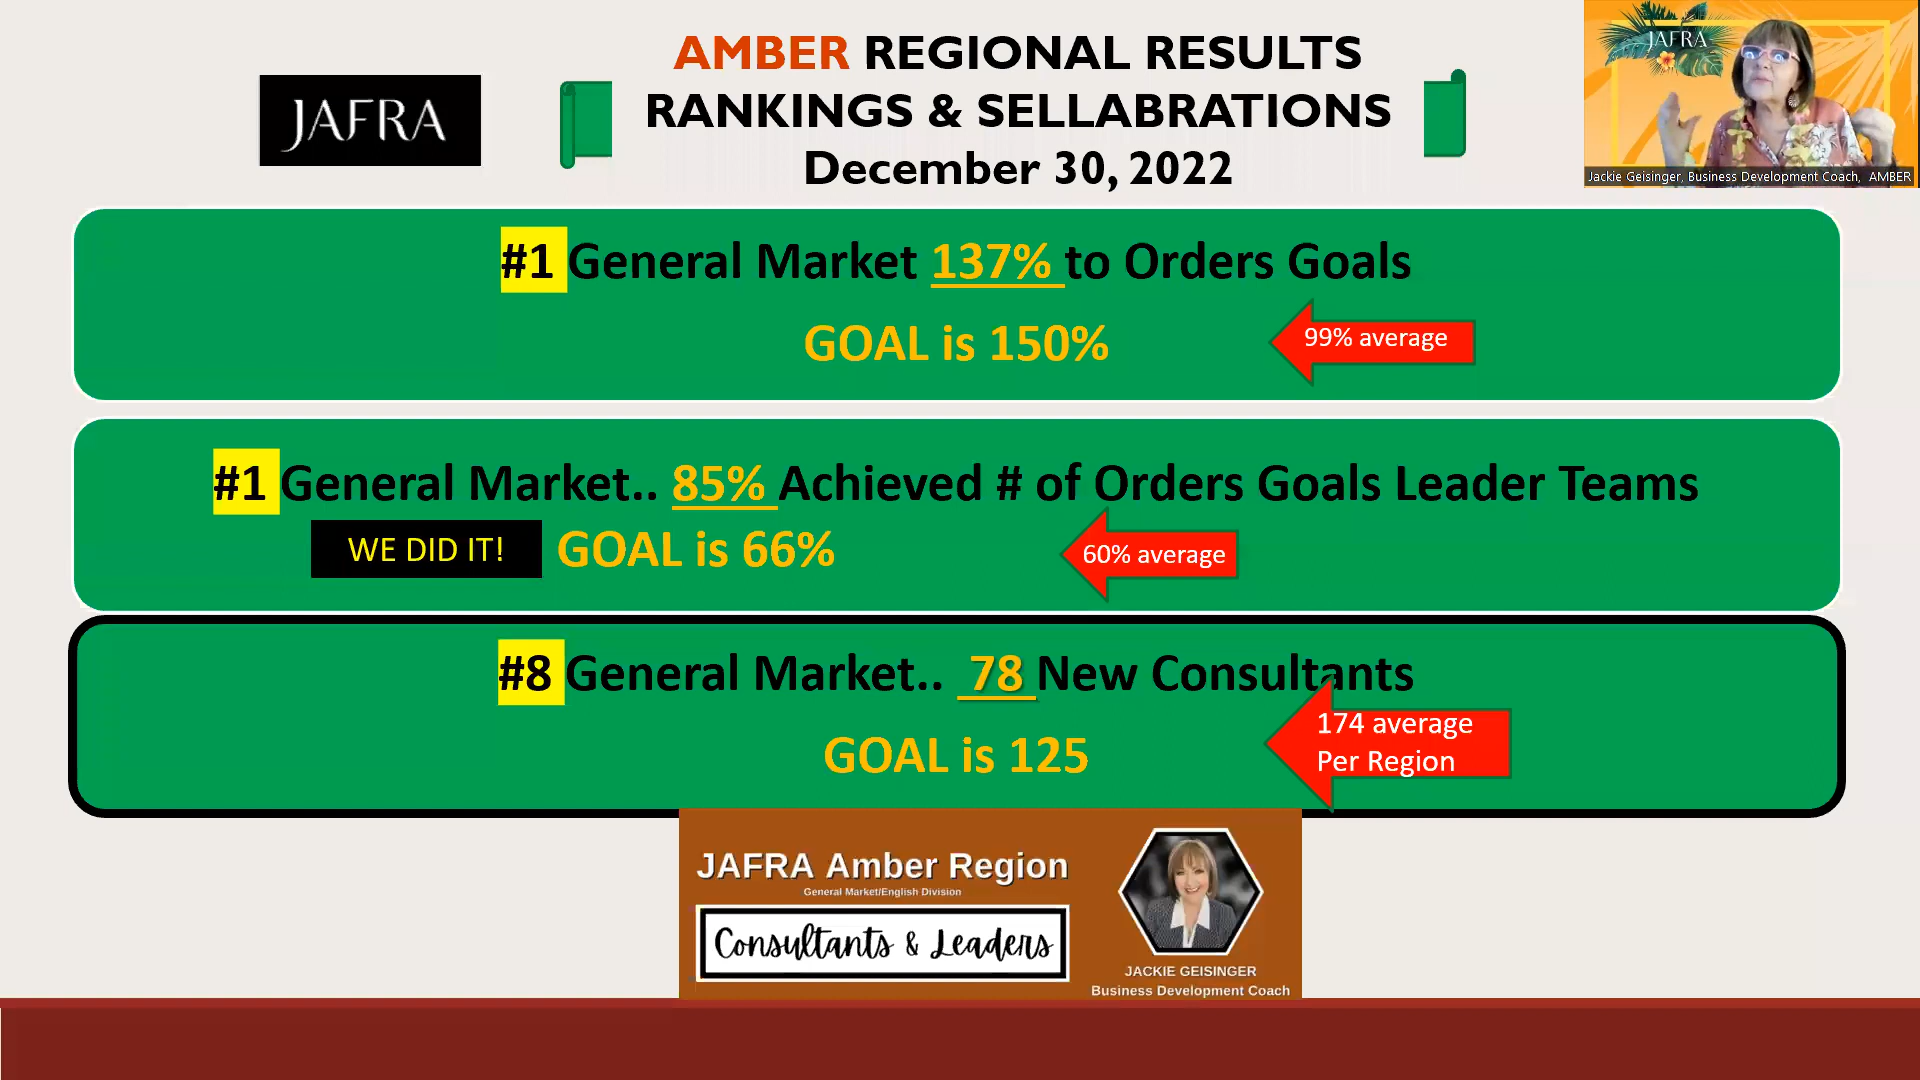 AMBER REGIONAL RESULTS
RANKINGS & SELLABRATIONS
December 30, 2022
JAFRA
JAFRA
Jackie Geisinger, Business Development Coach, AMBER
#1 General Market 137% to Orders Goals
GOAL is 150%
99% average
#1 General Market.. 85% Achieved # of Orders Goals Leader Teams
WE DID IT!
GOAL is 66%
60% average
#8 General Market.. 78 New Consultants
GOAL is 125
174 average
Per Region
JAFRA Amber Region
General Market/English Division
Consultants & Leaders
JACKIE GEISINGER
Business Development Coach